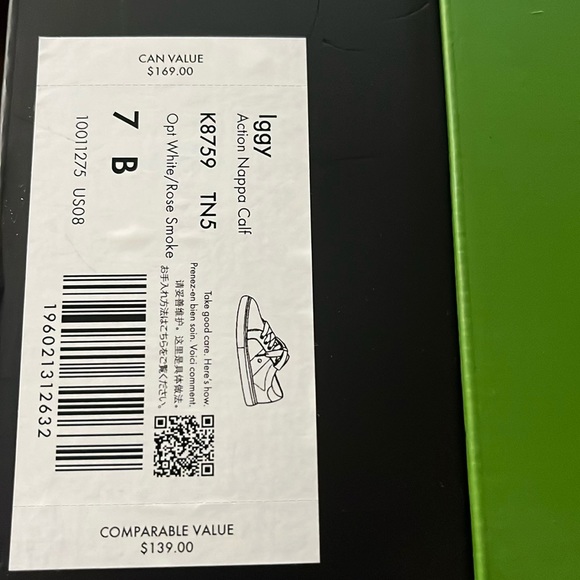 CAN VALUE
$169.00
Iggy
Action Nappa Calf
K8759 TN5
Opt White/Rose Smoke
7 B
10011275 US08
Take good care. Here's how.
Prenez-en bien soin. Voici comment.
请妥善维护。这里是具体做法。
お手入れ方法はこちらをご覧ください。
196021312632
COMPARABLE VALUE
$139.00